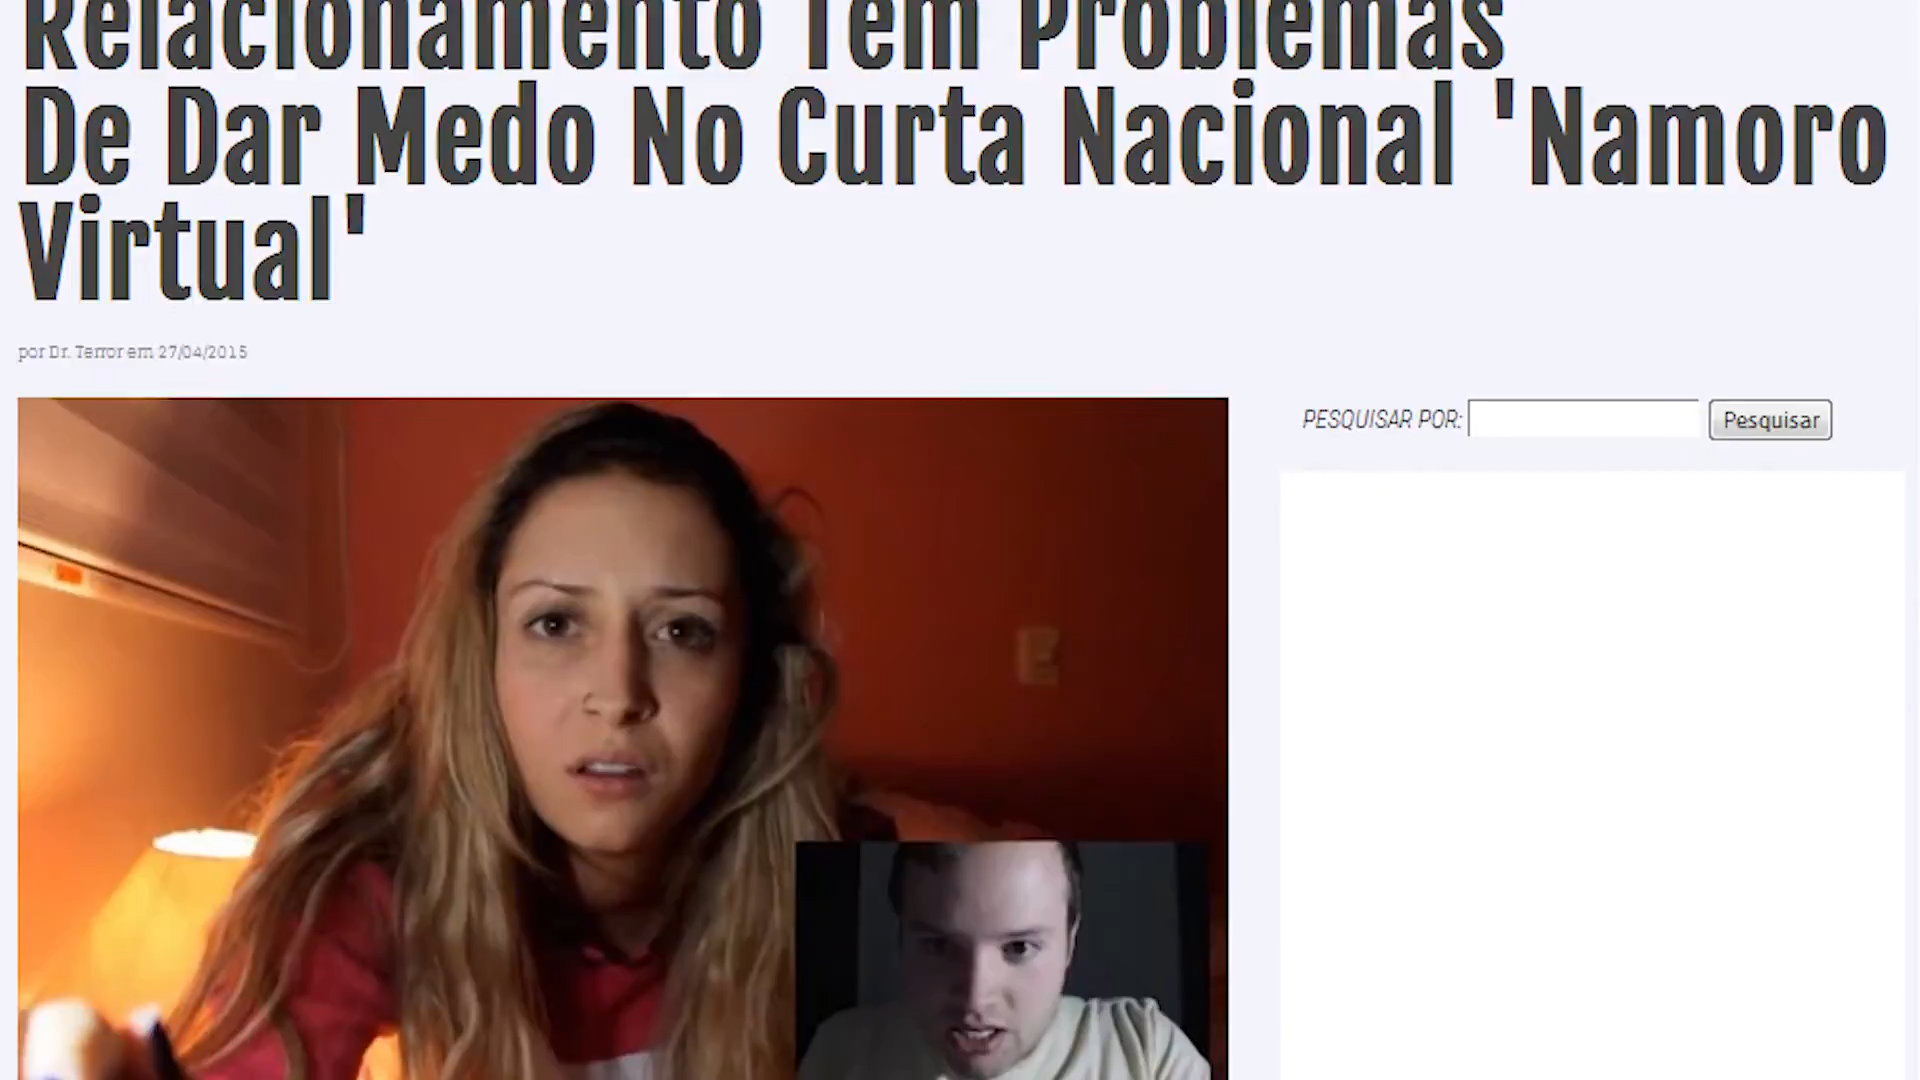 Relacionamento Tem Problemas
De Dar Medo No Curta Nacional 'Namoro
Virtual'
por Dr. Terror em 27/04/2015
PESQUISAR POR:
Pesquisar